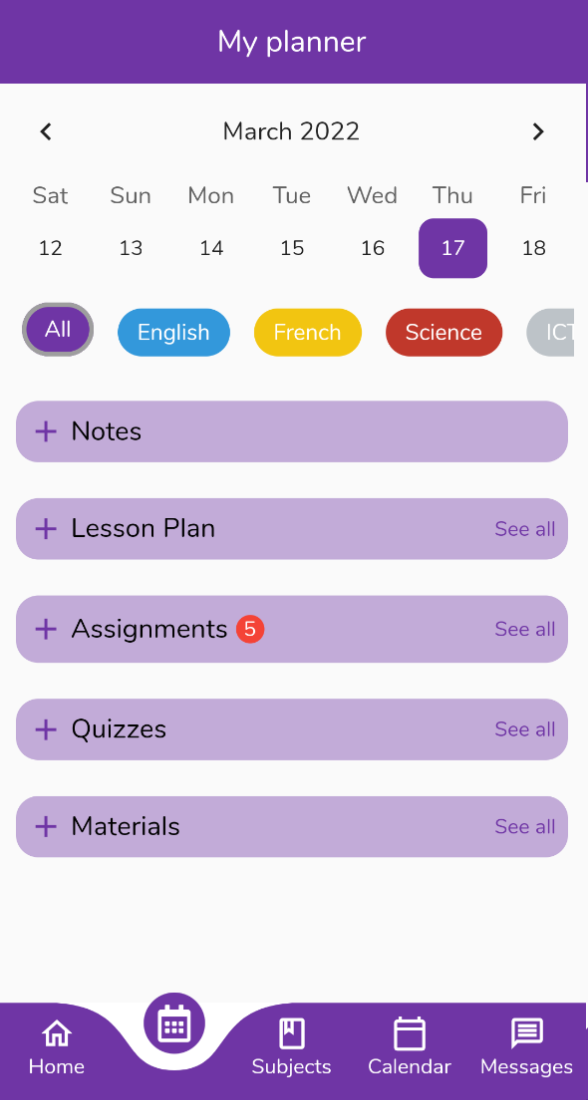 My planner
March 2022
Sat Sun Mon Tue Wed Thu Fri
12 13 14 15 16 17 18
All English French Science ICT
+ Notes
+ Lesson Plan See all
+ Assignments 5 See all
+ Quizzes See all
+ Materials See all
Home Subjects Calendar Messages